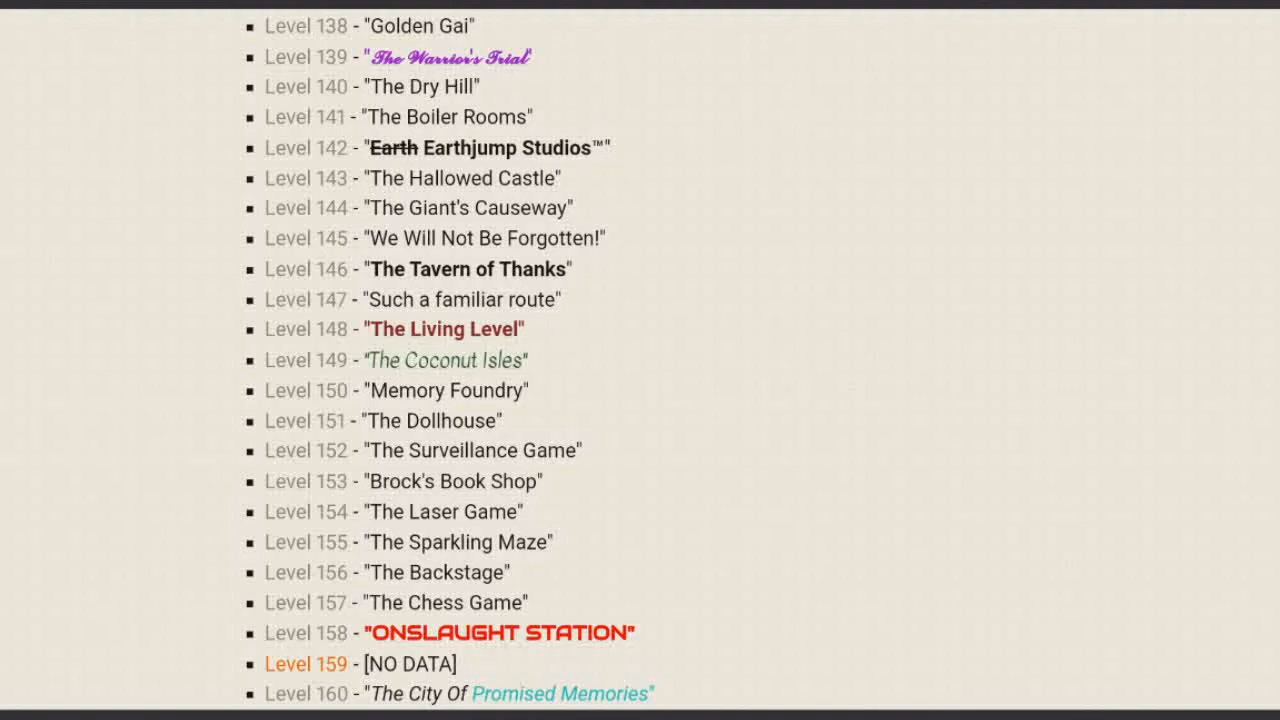 Level 138 - "Golden Gai"
Level 139 - "The Warrior's Trial"
Level 140 - "The Dry Hill"
Level 141 - "The Boiler Rooms"
Level 142 - "Earth Earthjump Studios™"
Level 143 - "The Hallowed Castle"
Level 144 - "The Giant's Causeway"
Level 145 - "We Will Not Be Forgotten!"
Level 146 - "The Tavern of Thanks"
Level 147 - "Such a familiar route"
Level 148 - "The Living Level"
Level 149 - "The Coconut Isles"
Level 150 - "Memory Foundry"
Level 151 - "The Dollhouse"
Level 152 - "The Surveillance Game"
Level 153 - "Brock's Book Shop"
Level 154 - "The Laser Game"
Level 155 - "The Sparkling Maze"
Level 156 - "The Backstage"
Level 157 - "The Chess Game"
Level 158 - "ONSLAUGHT STATION"
Level 159 - [NO DATA]
Level 160 - "The City Of Promised Memories"